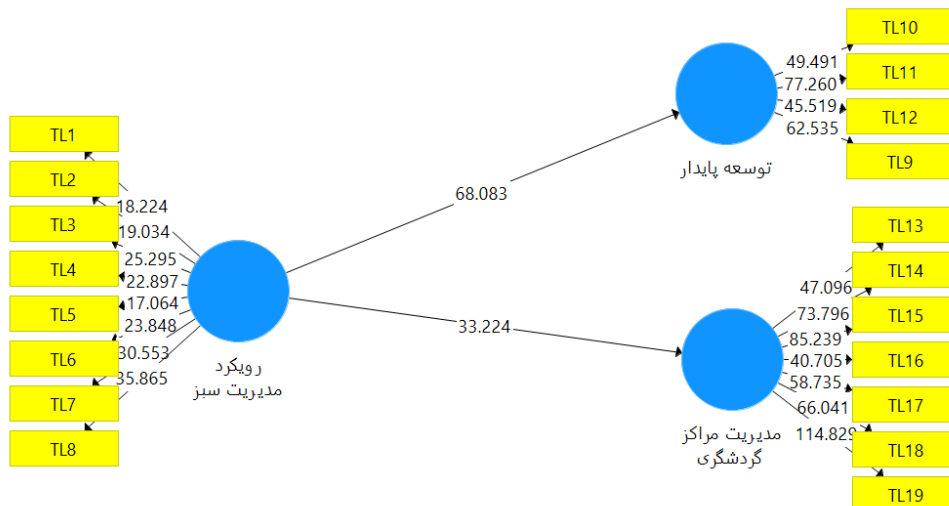 TL1
TL2
TL3
TL4
TL5
TL6
TL7
TL8
18.224
19.034
25.295
22.897
17.064
23.848
30.553
35.865
رویکرد
مدیریت سبز
68.083
33.224
توسعه پایدار
49.491
77.260
45.519
62.535
TL10
TL11
TL12
TL9
مدیریت مراکز
گردشگری
47.096
73.796
85.239
40.705
58.735
66.041
114.829
TL13
TL14
TL15
TL16
TL17
TL18
TL19